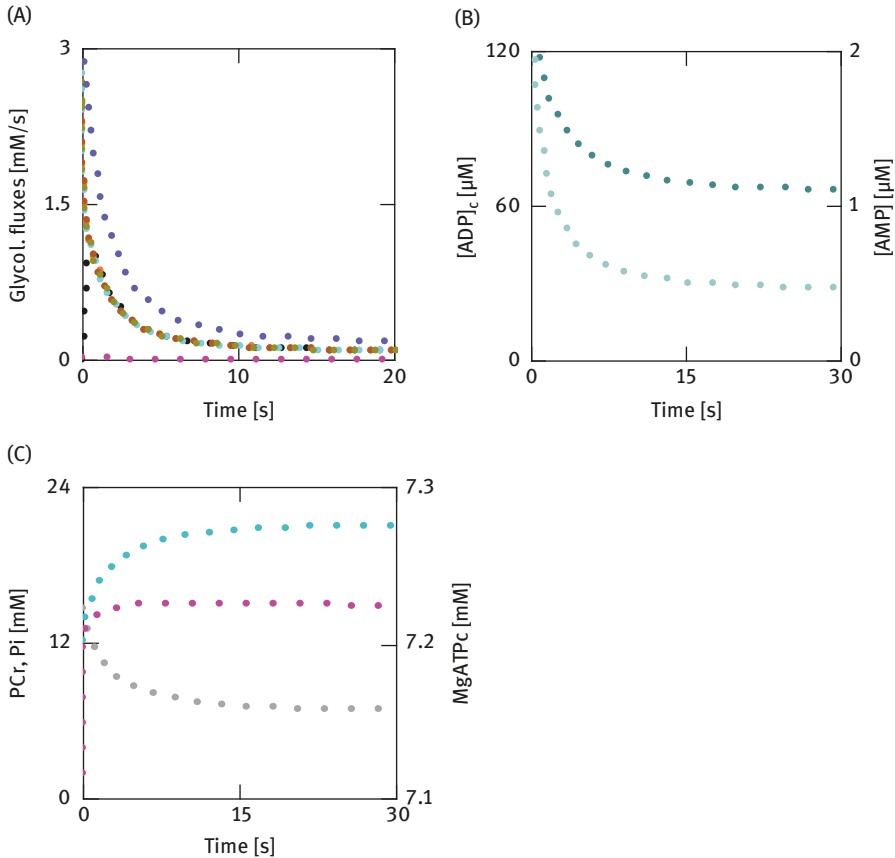 (A)
3
1.5
0
Glycol. fluxes [mM/s]
0
10
20
Time [s]
(B)
120
60
0
[ADP]c [µM]
2
1
0
[AMP] [µM]
0
15
30
Time [s]
(C)
24
12
0
PCr, Pi [mM]
7.3
7.2
7.1
MgATPc [mM]
0
15
30
Time [s]